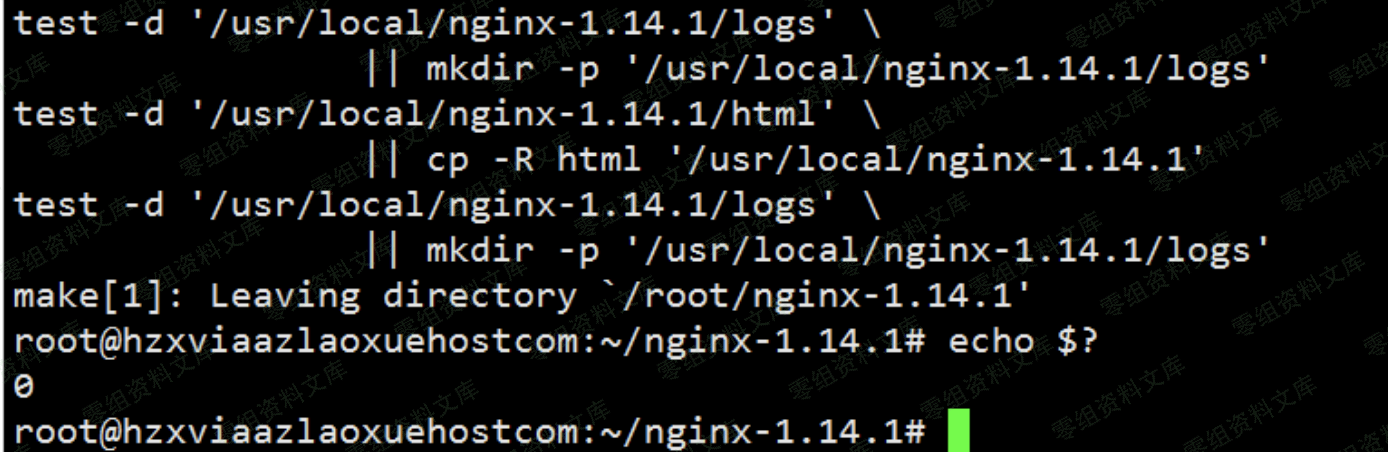 test -d '/usr/local/nginx-1.14.1/logs' \
|| mkdir -p '/usr/local/nginx-1.14.1/logs'
test -d '/usr/local/nginx-1.14.1/html' \
|| cp -R html '/usr/local/nginx-1.14.1'
test -d '/usr/local/nginx-1.14.1/logs' \
|| mkdir -p '/usr/local/nginx-1.14.1/logs'
make[1]: Leaving directory `/root/nginx-1.14.1'
root@hzxviaazlaoxuehostcom:~/nginx-1.14.1# echo $?
0
root@hzxviaazlaoxuehostcom:~/nginx-1.14.1#
零组资料文库